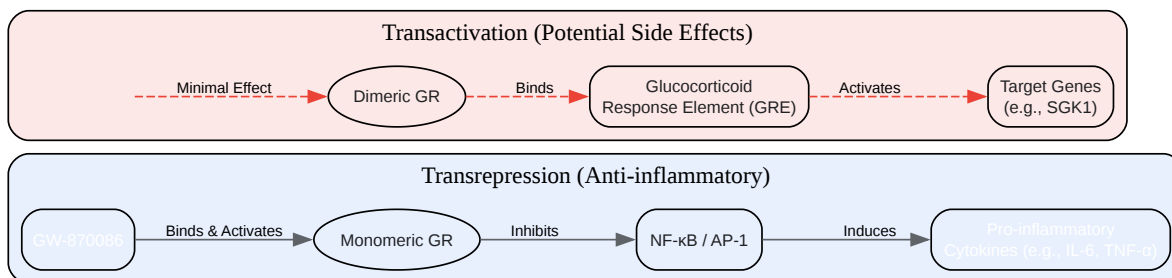 Transactivation (Potential Side Effects)
Minimal Effect
Dimeric GR
Binds
Glucocorticoid
Response Element (GRE)
Activates
Target Genes
(e.g., SGK1)
Transrepression (Anti-inflammatory)
GW-870086
Binds & Activates
Monomeric GR
Inhibits
NF-κB / AP-1
Induces
Pro-inflammatory
Cytokines (e.g., IL-6, TNF-α)